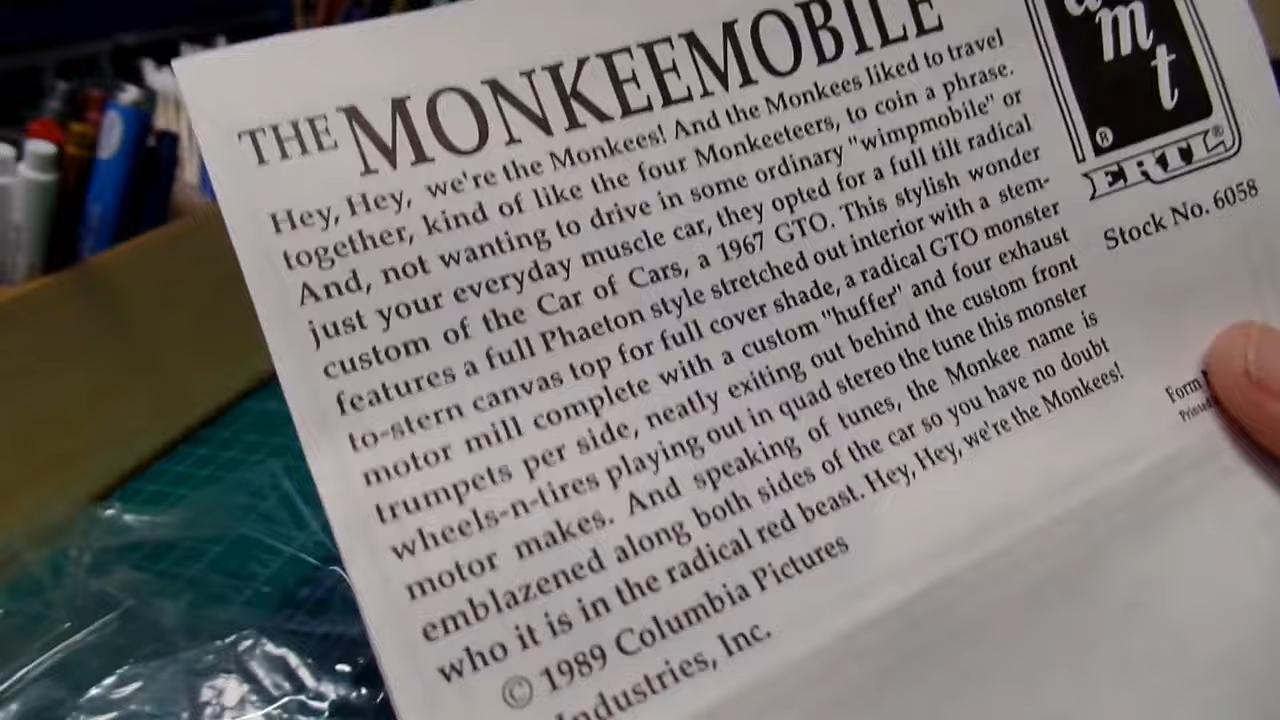 THE MONKEEMOBILE
Hey, Hey, we're the Monkees! And the Monkees liked to travel
together, kind of like the four Monkeeteers, to coin a phrase.
And, not wanting to drive in some ordinary "wimpmobile" or
just your everyday muscle car, they opted for a full tilt radical
custom of the Car of Cars, a 1967 GTO. This stylish wonder
features a full Phaeton style stretched out interior with a stem-
to-stern canvas top for full cover shade, a radical GTO monster
motor mill complete with a custom "huffer" and four exhaust
trumpets per side, neatly exiting out behind the custom front
wheels-n-tires playing out in quad stereo the tune this monster
motor makes. And speaking of tunes, the Monkee name is
emblazened along both sides of the car so you have no doubt
who it is in the radical red beast. Hey, Hey, we're the Monkees!
© 1989 Columbia Pictures
Industries, Inc.
amt
®
ERTL®
Stock No. 6058
Form
Printed